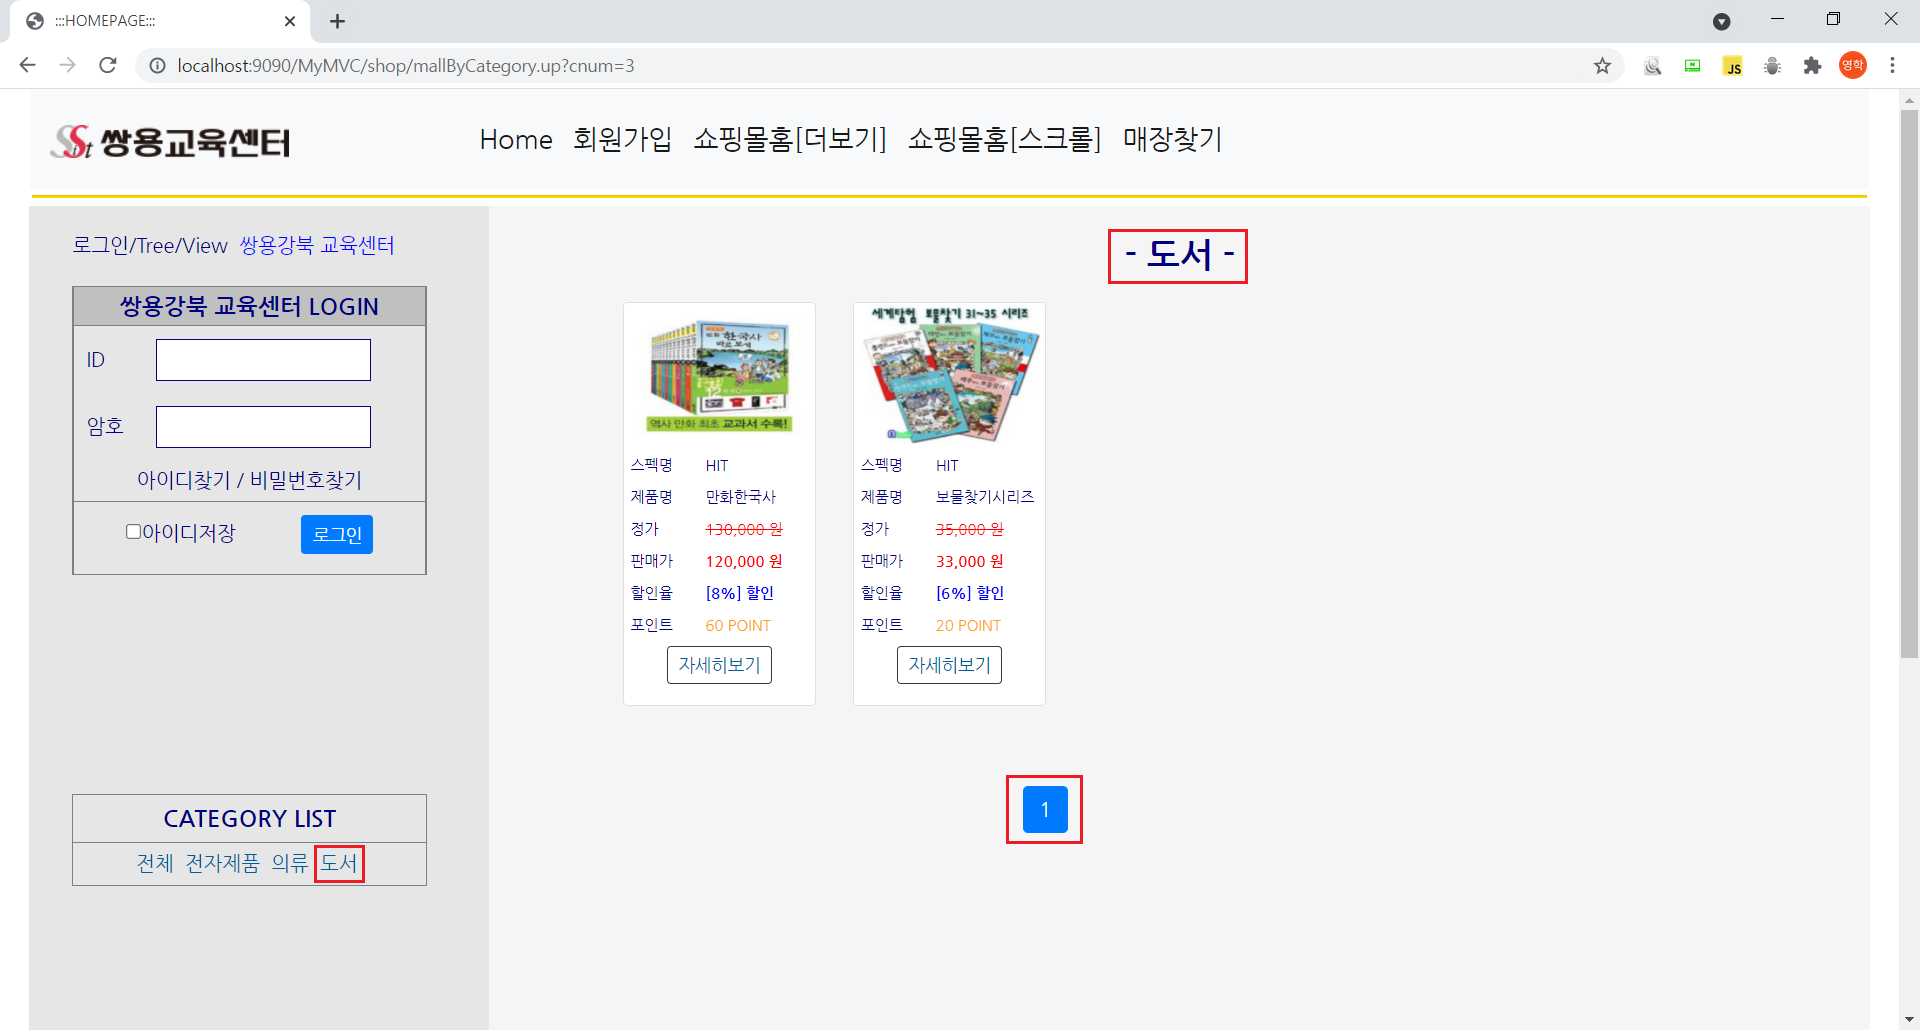 :::HOMEPAGE:::
localhost:9090/MyMVC/shop/mallByCategory.up?cnum=3
JS
영학
SSit 쌍용교육센터
Home 회원가입 쇼핑몰홈[더보기] 쇼핑몰홈[스크롤] 매장찾기
로그인/Tree/View 쌍용강북 교육센터
쌍용강북 교육센터 LOGIN
ID
암호
아이디찾기 / 비밀번호찾기
아이디저장 로그인
CATEGORY LIST
전체 전자제품 의류 도서
- 도서 -
한국사
바로 보기
역사 만화 최초 교과서 수록!
스펙명 HIT
제품명 만화한국사
정가 130,000 원
판매가 120,000 원
할인율 [8%] 할인
포인트 60 POINT
자세히보기
세계탐험 보물찾기 31~35 시리즈
스펙명 HIT
제품명 보물찾기시리즈
정가 35,000 원
판매가 33,000 원
할인율 [6%] 할인
포인트 20 POINT
자세히보기
1